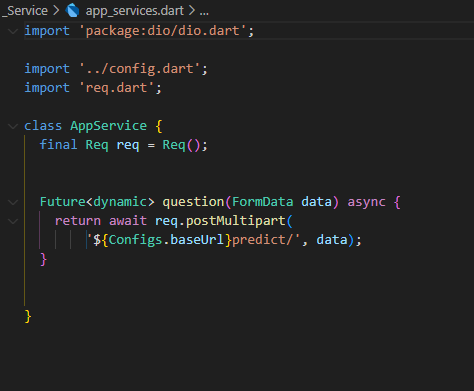 _Service > app_services.dart > ...
import 'package:dio/dio.dart';
import '../config.dart';
import 'req.dart';
class AppService {
final Req req = Req();
Future<dynamic> question(FormData data) async {
return await req.postMultipart(
'${Configs.baseUrl}predict/', data);
}
}